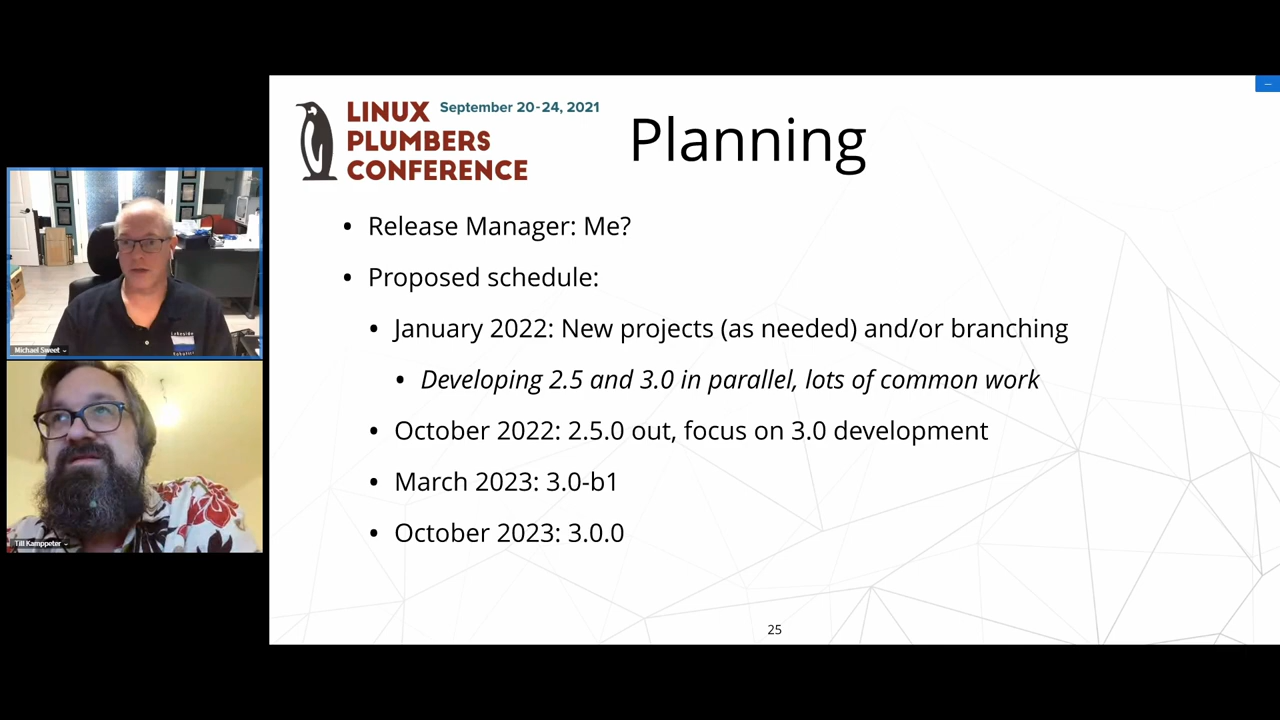 LINUX September 20-24, 2021
PLUMBERS
CONFERENCE
Planning
• Release Manager: Me?
• Proposed schedule:
• January 2022: New projects (as needed) and/or branching
• Developing 2.5 and 3.0 in parallel, lots of common work
• October 2022: 2.5.0 out, focus on 3.0 development
• March 2023: 3.0-b1
• October 2023: 3.0.0
25
Lakeside
Robotics
Michael Sweet
Till Kamppeter